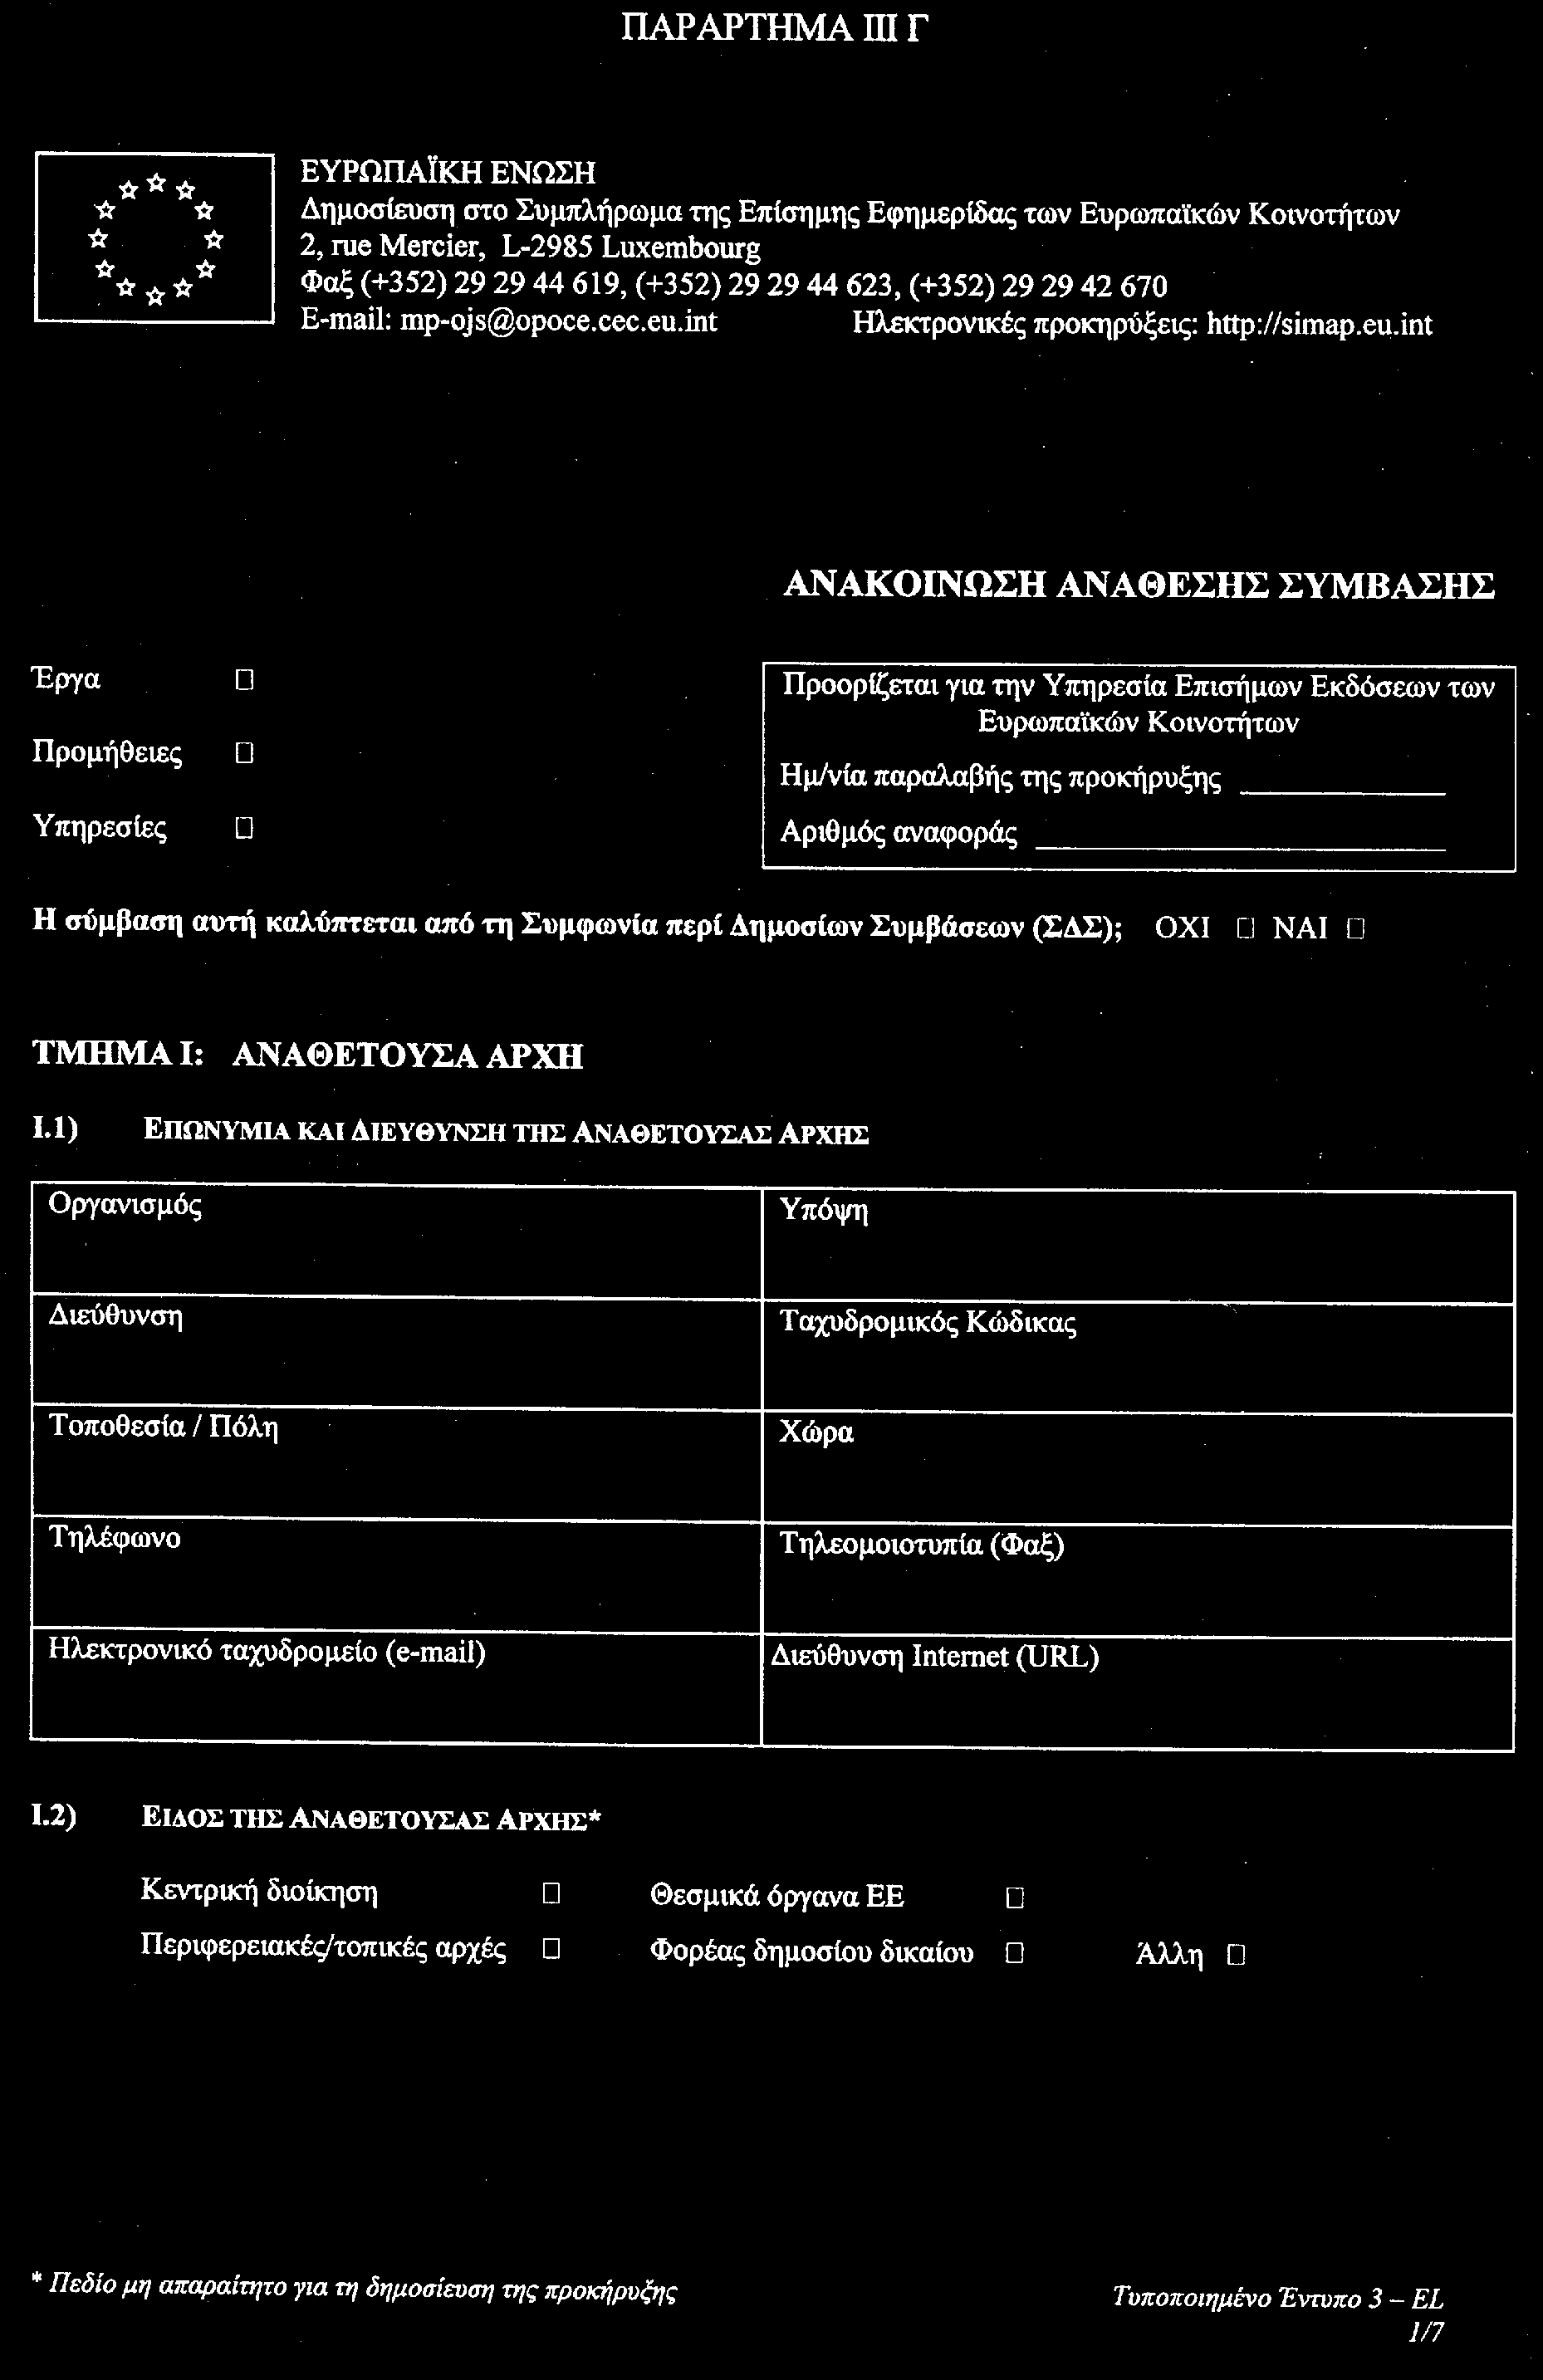 ΠΑΡΑΡΤΗΜΑ ΙΙΙ Γ
ΕΥΡΩΠΑΪΚΗ ΕΝΩΣΗ
Δημοσίευση στο Συμπλήρωμα της Επίσημης Εφημερίδας των Ευρωπαϊκών Κοινοτήτων
2, rue Mercier, L-2985 Luxembourg
Φαξ (+352) 29 29 44 619, (+352) 29 29 44 623, (+352) 29 29 42 670
E-mail: mp-ojs@opoce.cec.eu.int Ηλεκτρονικές προκηρύξεις: http://simap.eu.int
ΑΝΑΚΟΙΝΩΣΗ ΑΝΑΘΕΣΗΣ ΣΥΜΒΑΣΗΣ
Έργα □
Προμήθειες □
Υπηρεσίες □
Προορίζεται για την Υπηρεσία Επισήμων Εκδόσεων των
Ευρωπαϊκών Κοινοτήτων
Ημ/νία παραλαβής της προκήρυξης
Αριθμός αναφοράς
Η σύμβαση αυτή καλύπτεται από τη Συμφωνία περί Δημοσίων Συμβάσεων (ΣΔΣ); ΟΧΙ □ ΝΑΙ □
ΤΜΗΜΑ Ι: ΑΝΑΘΕΤΟΥΣΑ ΑΡΧΗ
Ι.1) ΕΠΩΝΥΜΙΑ ΚΑΙ ΔΙΕΥΘΥΝΣΗ ΤΗΣ ΑΝΑΘΕΤΟΥΣΑΣ ΑΡΧΗΣ
Οργανισμός
Υπόψη
Διεύθυνση
Ταχυδρομικός Κώδικας
Τοποθεσία / Πόλη
Χώρα
Τηλέφωνο
Τηλεομοιοτυπία (Φαξ)
Ηλεκτρονικό ταχυδρομείο (e-mail)
Διεύθυνση Internet (URL)
Ι.2) ΕΙΔΟΣ ΤΗΣ ΑΝΑΘΕΤΟΥΣΑΣ ΑΡΧΗΣ*
Κεντρική διοίκηση □ Θεσμικά όργανα ΕΕ □
Περιφερειακές/τοπικές αρχές □ Φορέας δημοσίου δικαίου □ Άλλη □
* Πεδίο μη απαραίτητο για τη δημοσίευση της προκήρυξης
Τυποποιημένο Έντυπο 3 – EL
1/7